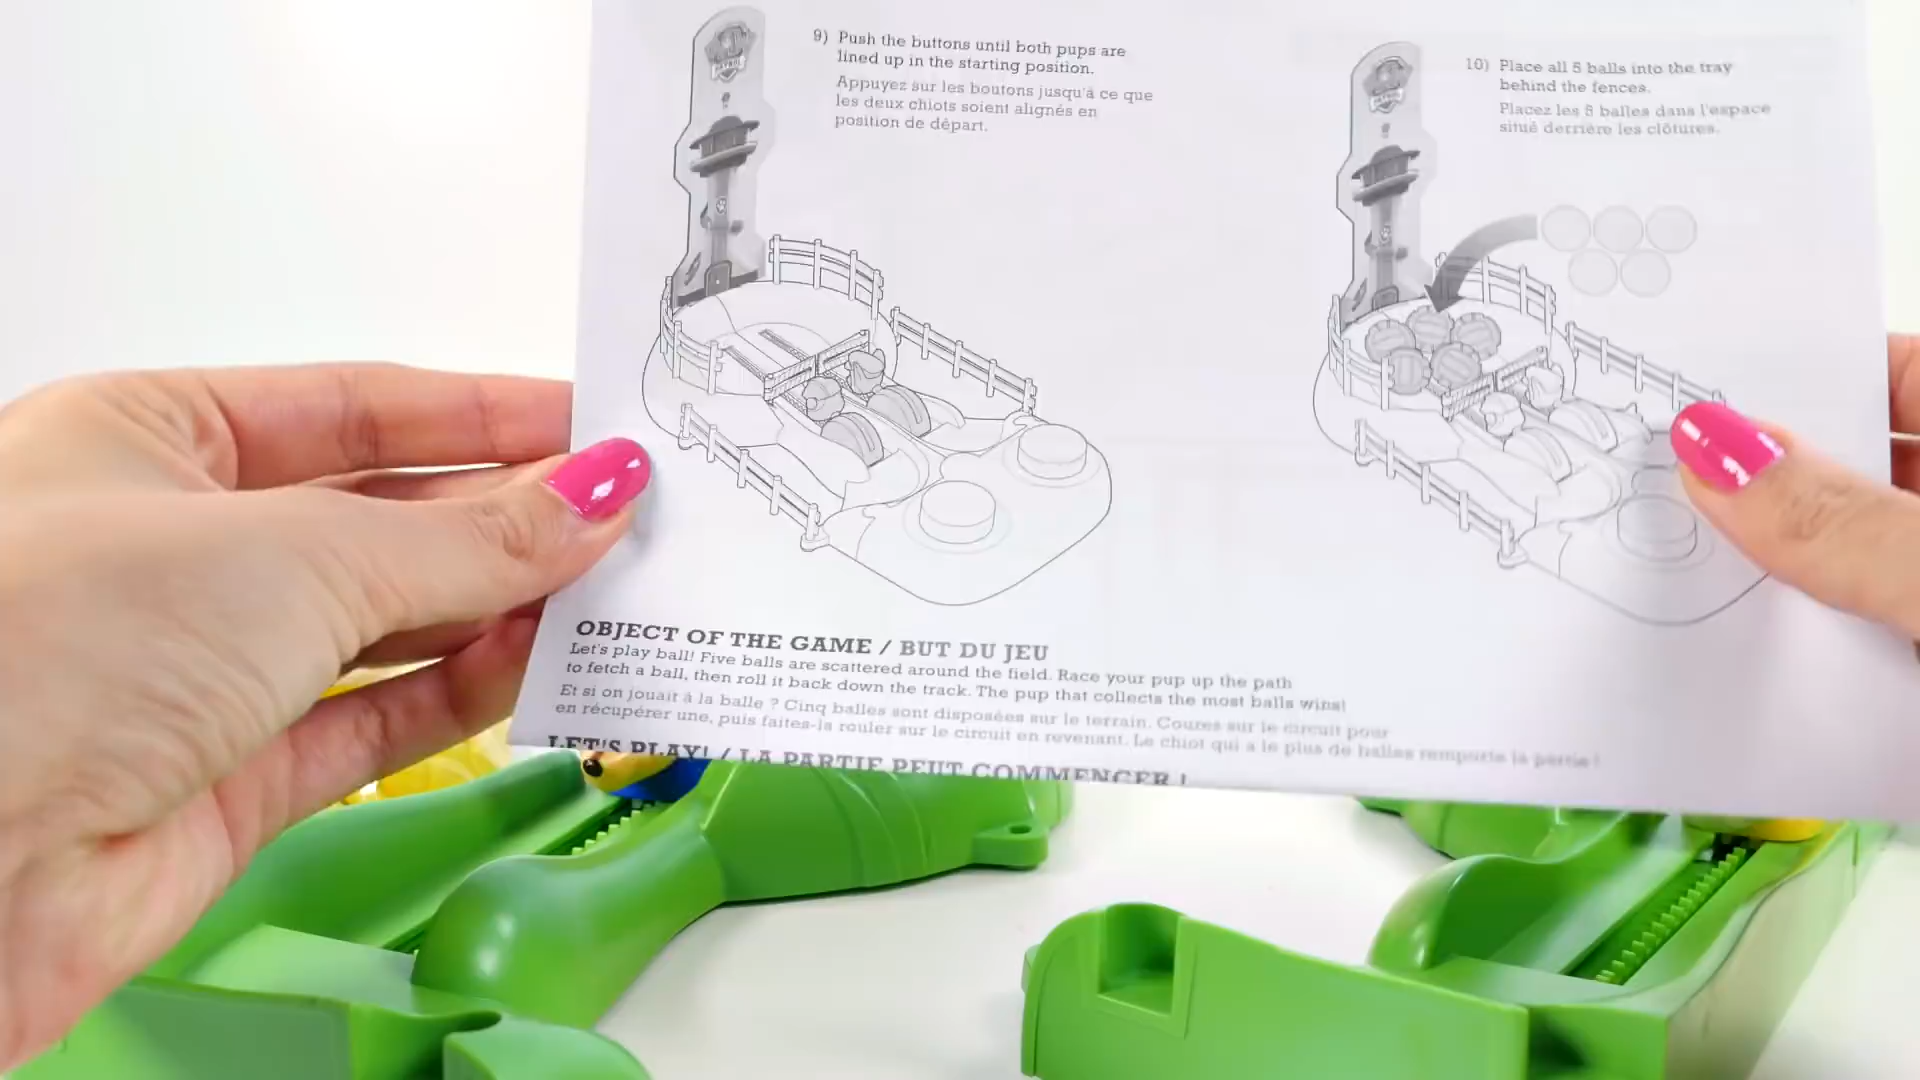 9) Push the buttons until both pups are
lined up in the starting position.
Appuyez sur les boutons jusqu'à ce que
les deux chiots soient alignés en
position de départ.
10) Place all 5 balls into the tray
behind the fences.
Placez les 5 balles dans l'espace
situé derrière les clôtures.
PATROL
PATROL
OBJECT OF THE GAME / BUT DU JEU
Let's play ball! Five balls are scattered around the field. Race your pup up the path
to fetch a ball, then roll it back down the track. The pup that collects the most balls wins!
Et si on jouait à la balle ? Cinq balles sont disposées sur le terrain. Courez sur le circuit pour
en récupérer une, puis faites-la rouler sur le circuit en revenant. Le chiot qui a le plus de balles remporte la partie !
LET'S PLAY! / LA PARTIE PEUT COMMENCER !